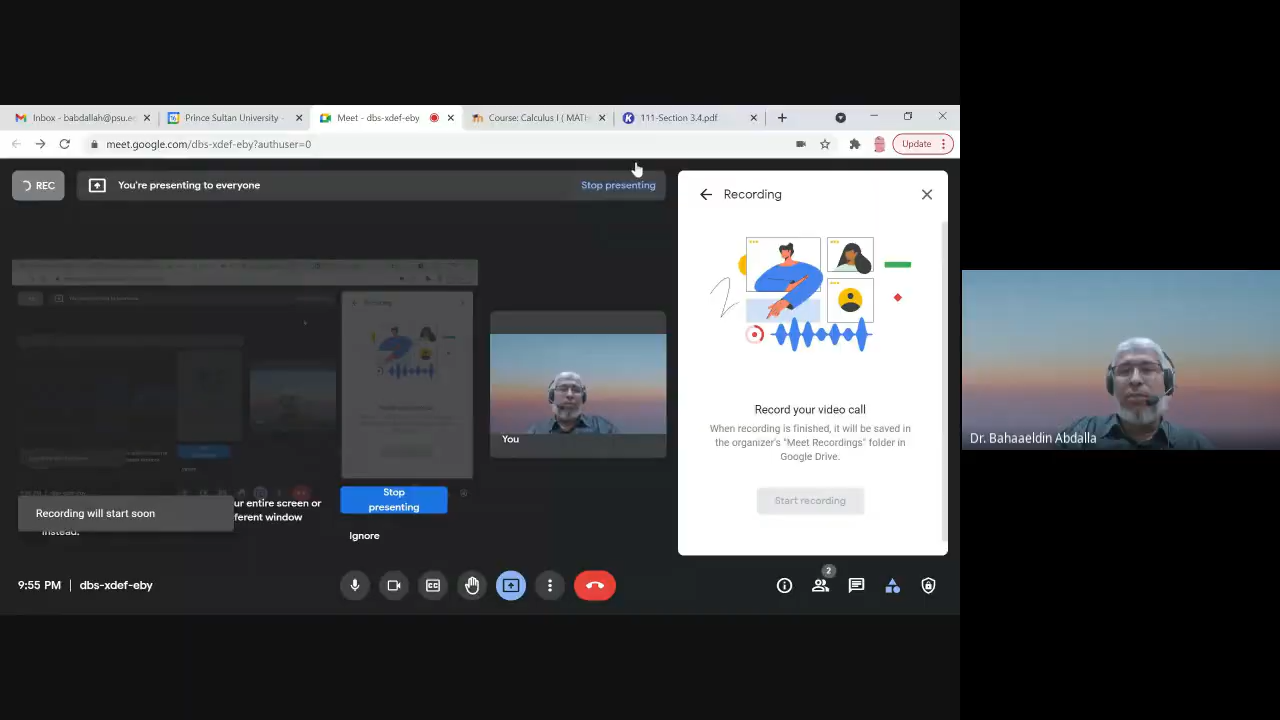 Inbox - babdallah@psu.e
Prince Sultan University -
Meet - dbs-xdef-eby
Course: Calculus I ( MATH
111-Section 3.4.pdf
meet.google.com/dbs-xdef-eby?authuser=0
Update
REC
You're presenting to everyone
Stop presenting
Recording
You
Record your video call
When recording is finished, it will be saved
in the organizer's "Meet Recordings" folder in
Google Drive.
Start recording
Recording will start soon
ur entire screen or
ferent window
instead.
Stop
presenting
Ignore
9:55 PM | dbs-xdef-eby
2
Dr. Bahaaeldin Abdalla